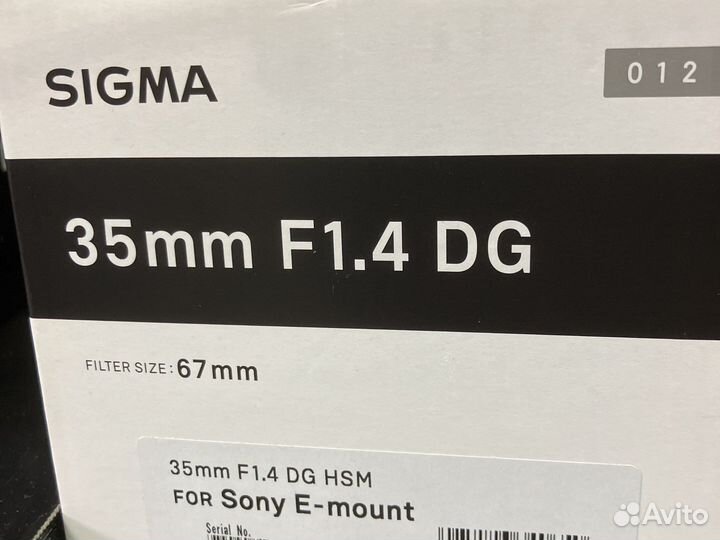 SIGMA
012
35mm F1.4 DG
FILTER SIZE: 67mm
35mm F1.4 DG HSM
FOR Sony E-mount
Serial No.
Avito